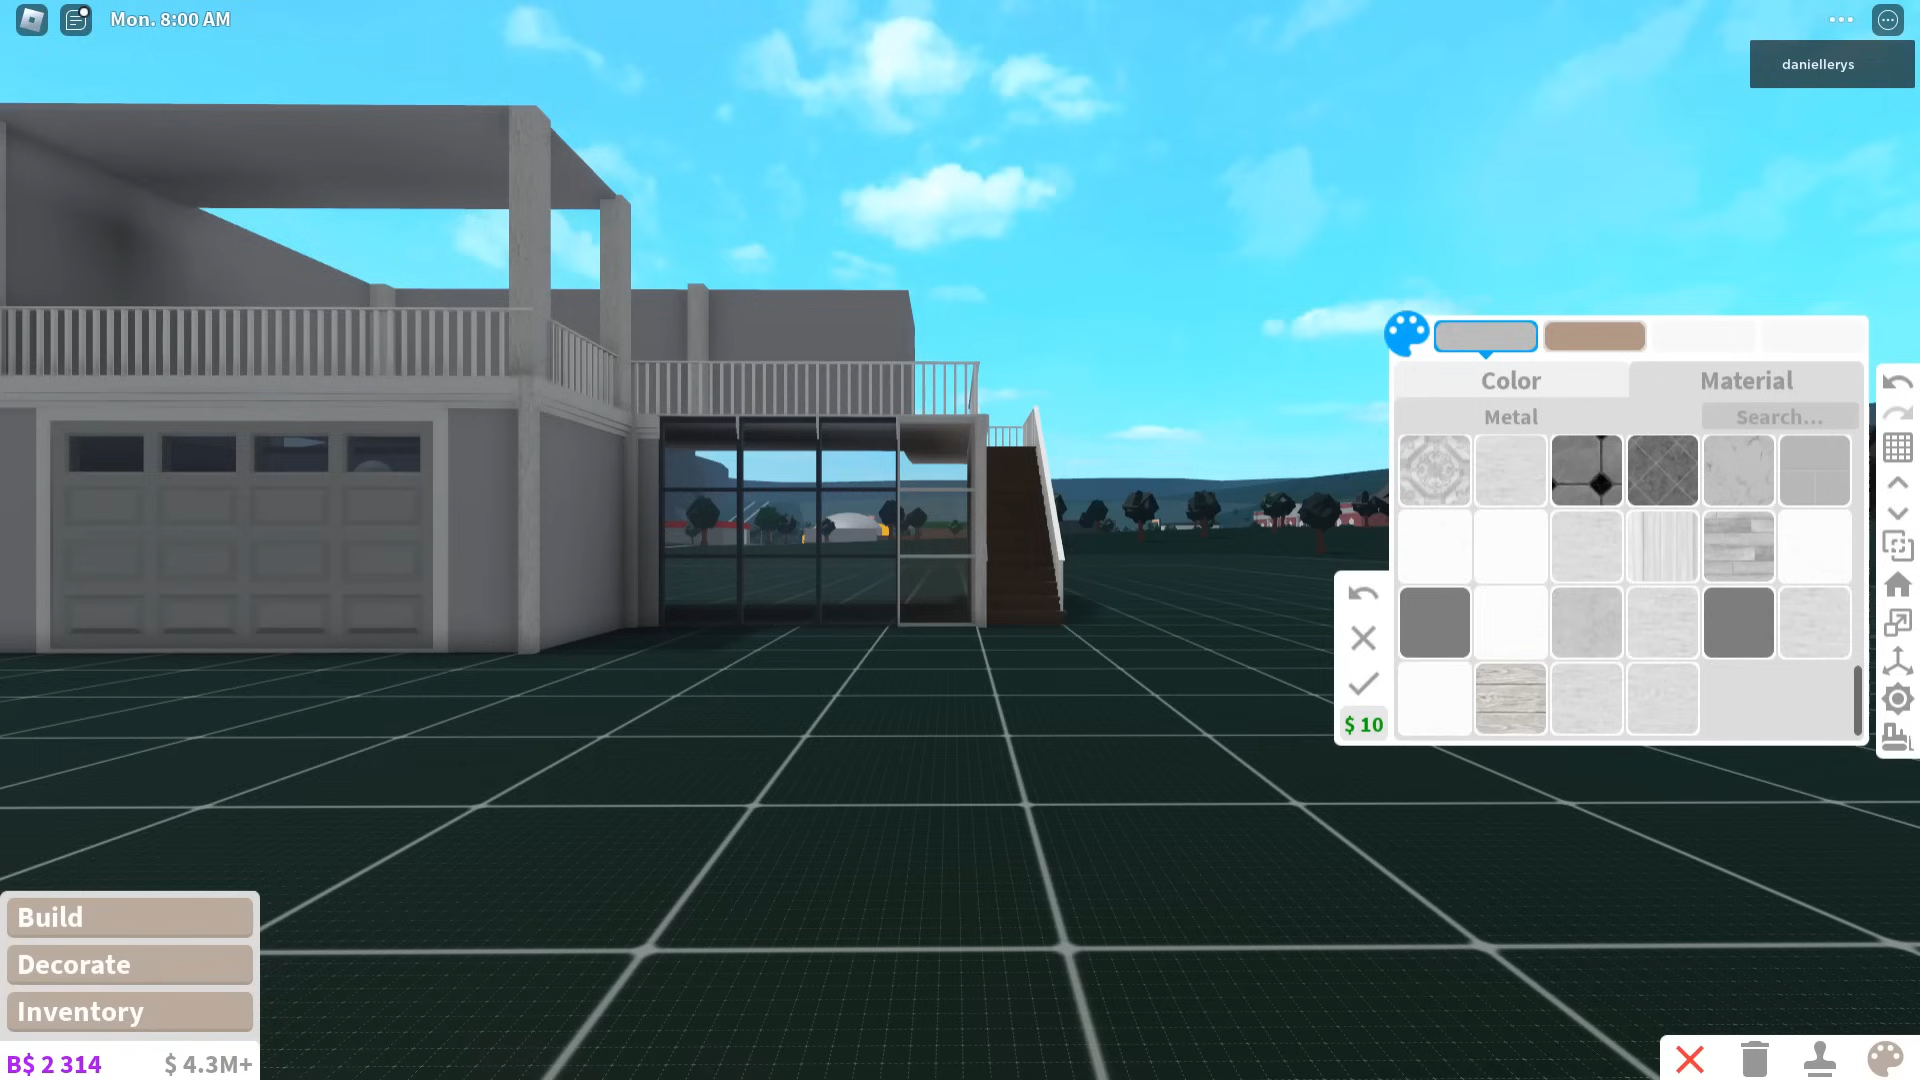 Mon. 8:00 AM
daniellerys
Color
Material
Metal
Search...
$ 10
Build
Decorate
Inventory
B$ 2 314
$ 4.3M+